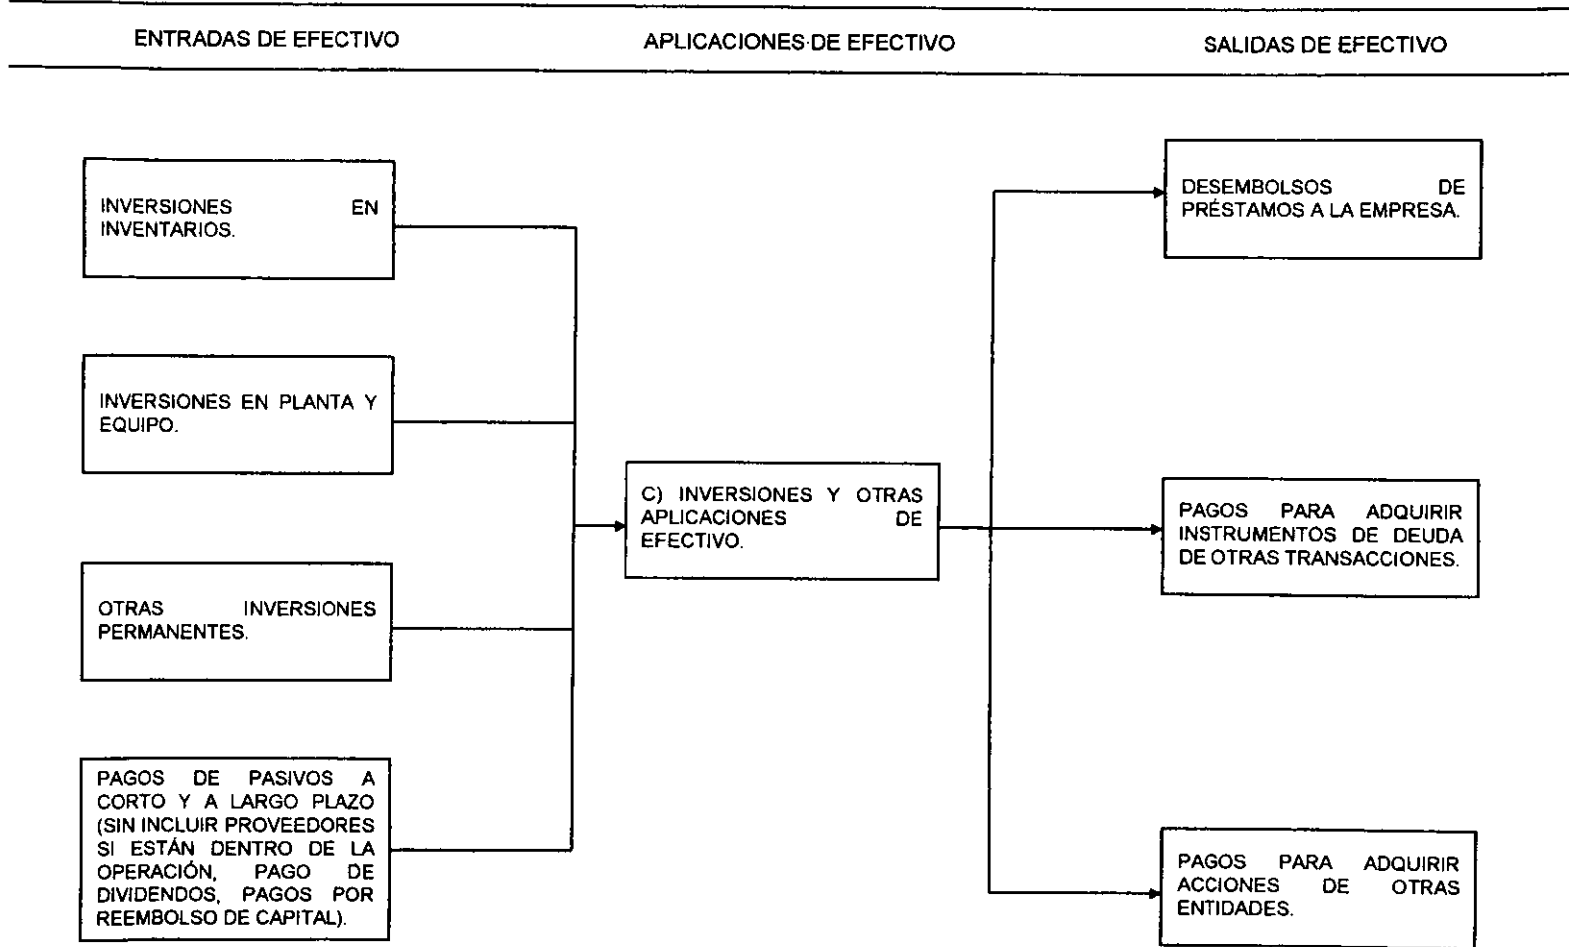 ENTRADAS DE EFECTIVO
APLICACIONES DE EFECTIVO
SALIDAS DE EFECTIVO
INVERSIONES EN
INVENTARIOS.
INVERSIONES EN PLANTA Y
EQUIPO.
OTRAS INVERSIONES
PERMANENTES.
PAGOS DE PASIVOS A
CORTO Y A LARGO PLAZO
(SIN INCLUIR PROVEEDORES
SI ESTÁN DENTRO DE LA
OPERACIÓN, PAGO DE
DIVIDENDOS, PAGOS POR
REEMBOLSO DE CAPITAL).
C) INVERSIONES Y OTRAS
APLICACIONES DE
EFECTIVO.
DESEMBOLSOS DE
PRÉSTAMOS A LA EMPRESA.
PAGOS PARA ADQUIRIR
INSTRUMENTOS DE DEUDA
DE OTRAS TRANSACCIONES.
PAGOS PARA ADQUIRIR
ACCIONES DE OTRAS
ENTIDADES.